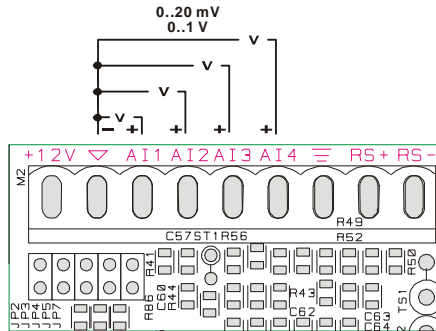 0..20 mV
0..1 V
V
V
V
V
- + + + +
+12V ▽ AI1 AI2 AI3 AI4 RS+ RS-
M2
R49
C57ST1R56 R52
R41
R50
C60
R44
R43
TS1
R86
C62
C63
C64
JP2
JP3
JP4
JP5
JP7